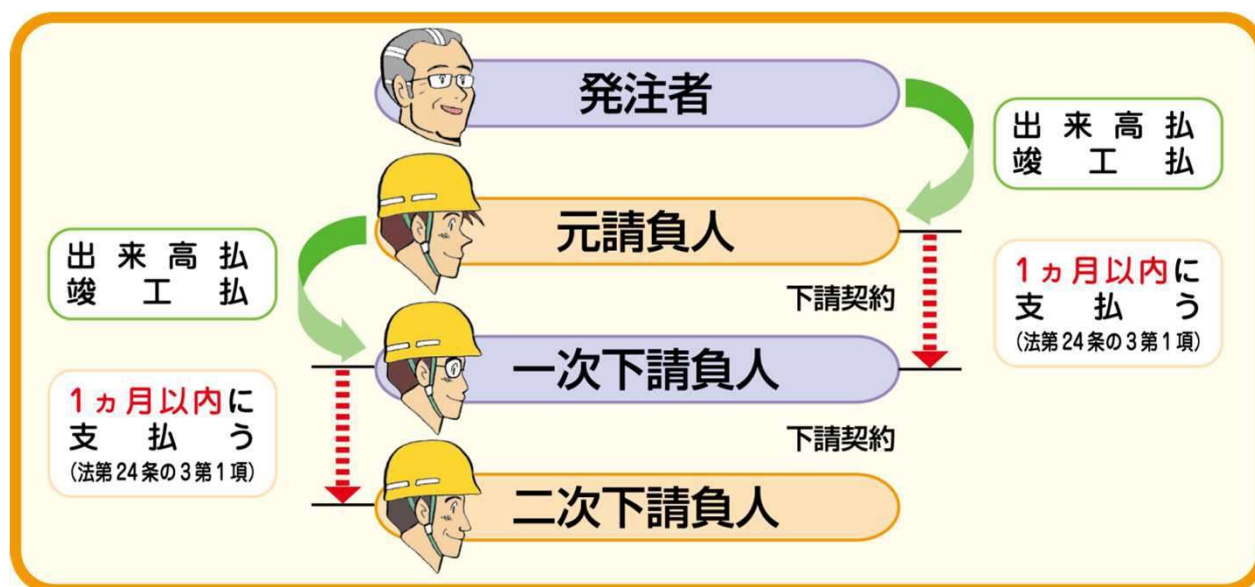 発注者
出来高払
竣工払
元請負人
1ヵ月以内に
支払う
(法第24条の3第1項)
下請契約
出来高払
竣工払
一次下請負人
1ヵ月以内に
支払う
(法第24条の3第1項)
下請契約
二次下請負人